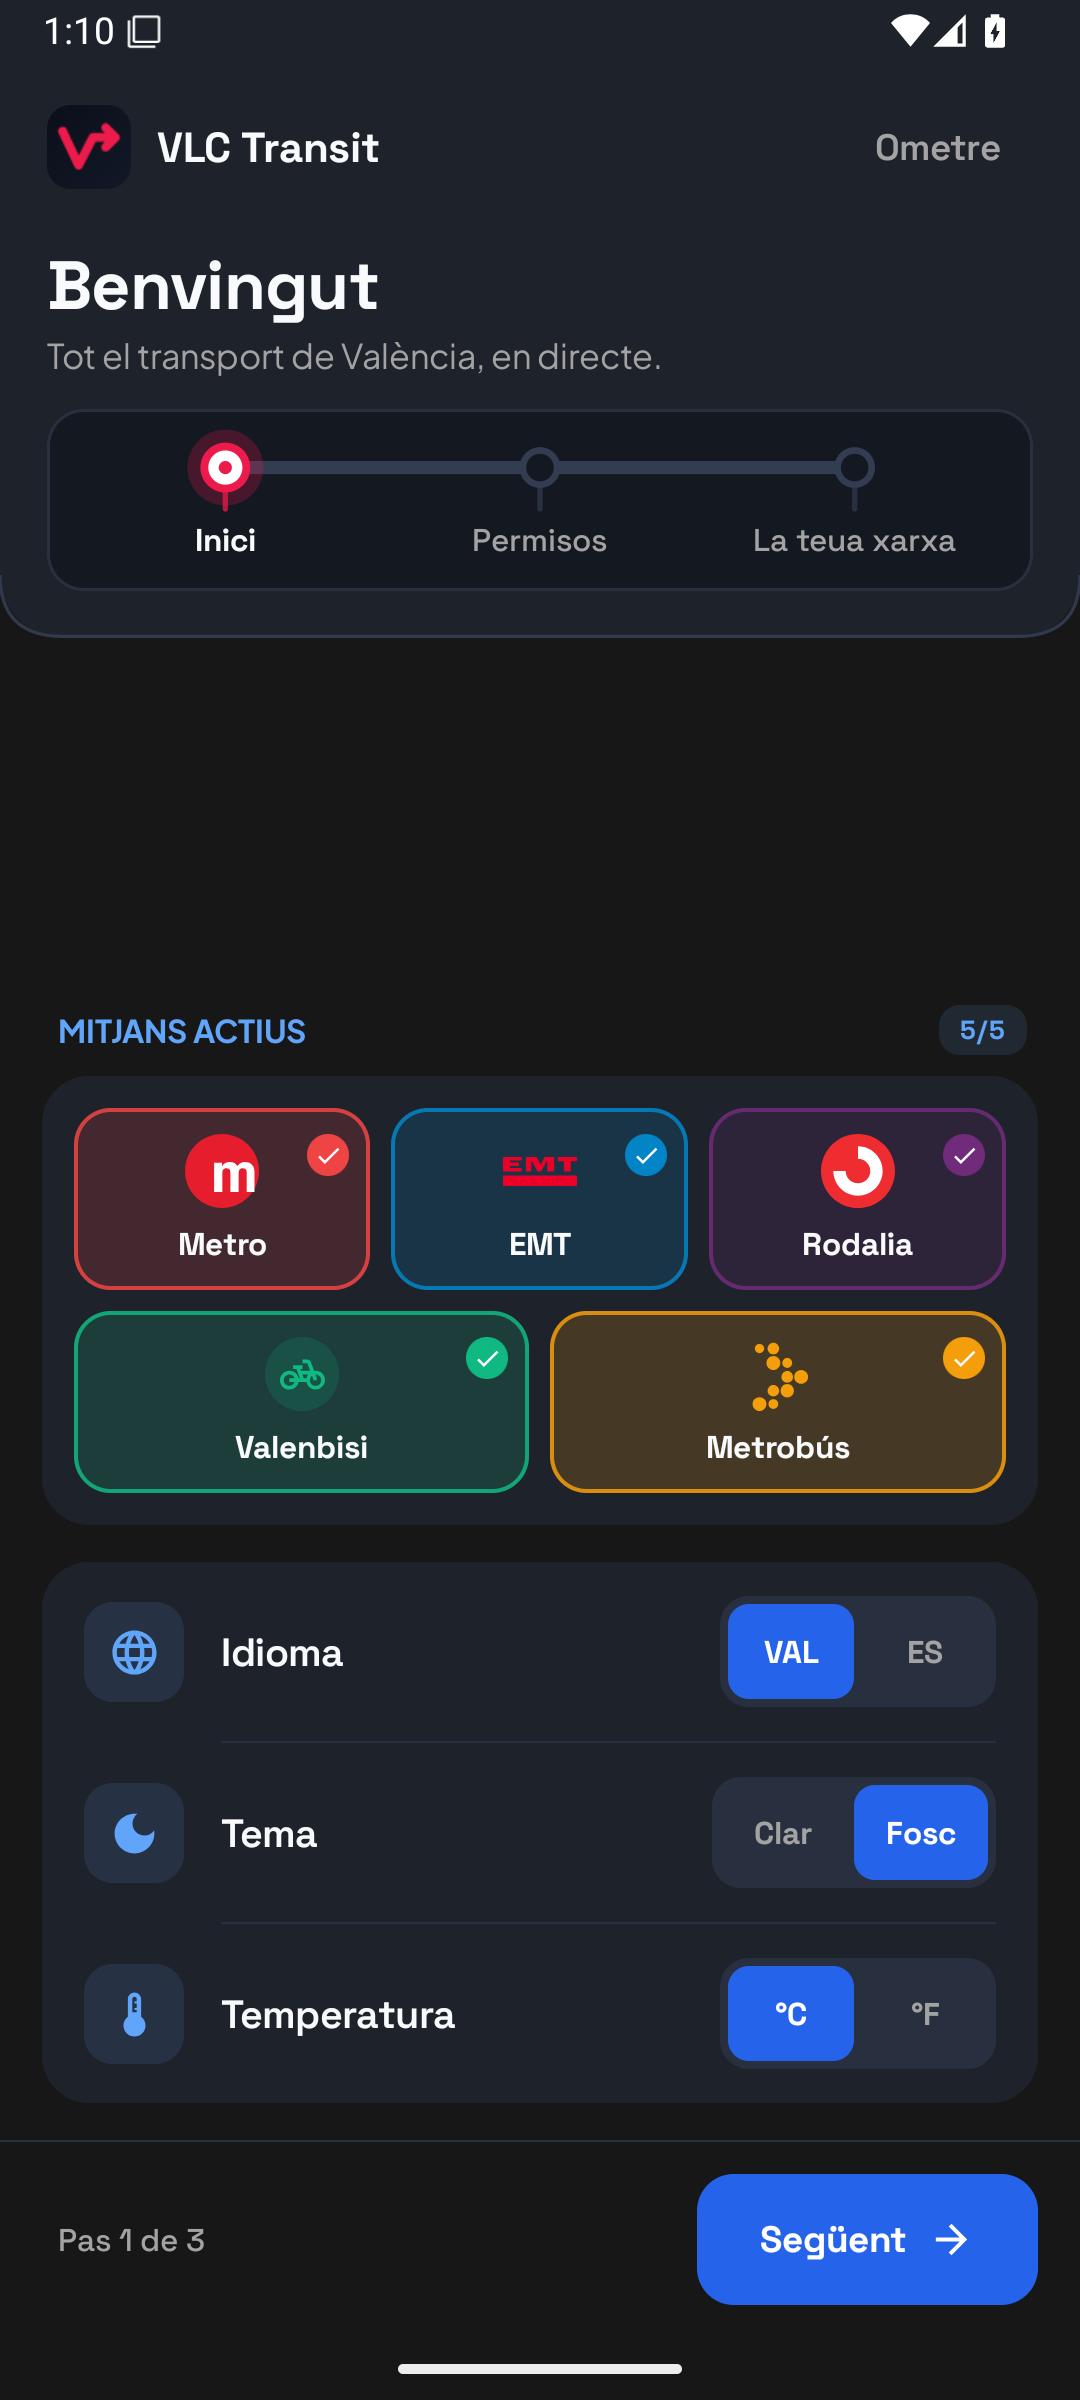 1:10
VLC Transit
Ometre
Benvingut
Tot el transport de València, en directe.
Inici
Permisos
La teua xarxa
MITJANS ACTIUS
5/5
m
EMT
Metro
EMT
Rodalia
Valenbisi
Metrobús
Idioma
VAL
ES
Tema
Clar
Fosc
Temperatura
°C
°F
Pas 1 de 3
Següent